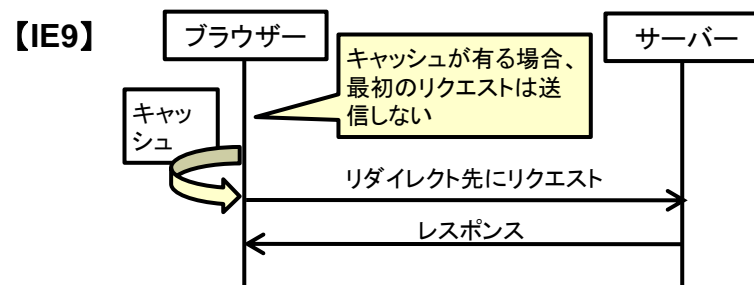 【IE9】
ブラウザー
サーバー
キャッシュが有る場合、
最初のリクエストは送
信しない
キャッ
シュ
リダイレクト先にリクエスト
レスポンス